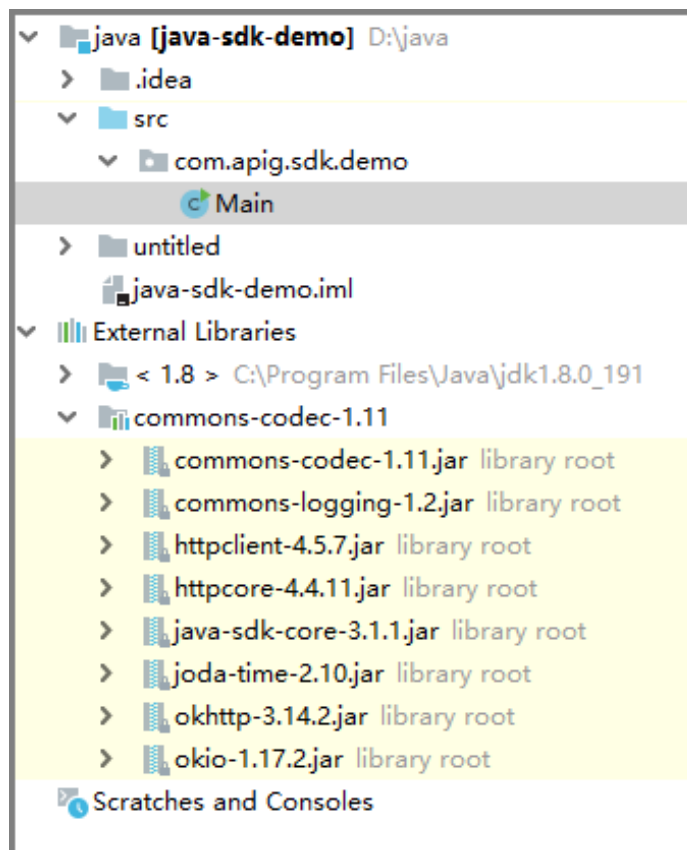 java [java-sdk-demo] D:\java
.idea
src
com.apig.sdk.demo
C Main
untitled
java-sdk-demo.iml
External Libraries
< 1.8 > C:\Program Files\Java\jdk1.8.0_191
commons-codec-1.11
commons-codec-1.11.jar library root
commons-logging-1.2.jar library root
httpclient-4.5.7.jar library root
httpcore-4.4.11.jar library root
java-sdk-core-3.1.1.jar library root
joda-time-2.10.jar library root
okhttp-3.14.2.jar library root
okio-1.17.2.jar library root
Scratches and Consoles